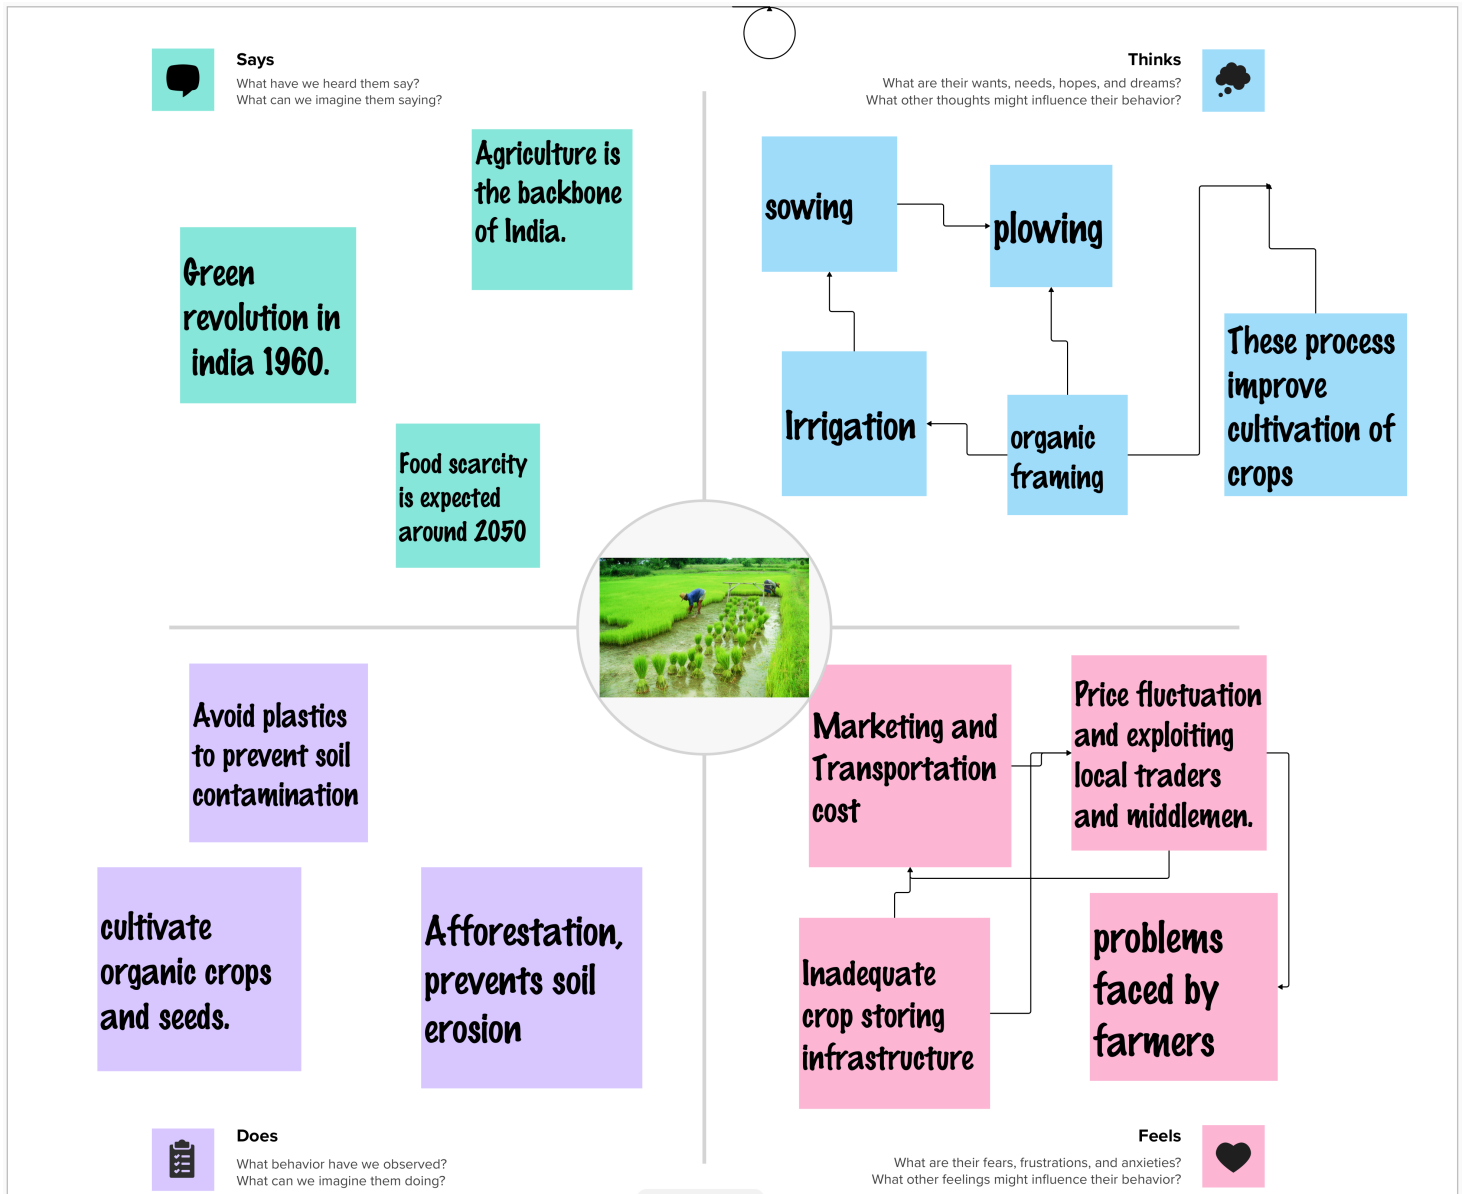 Says
What have we heard them say?
What can we imagine them saying?
Thinks
What are their wants, needs, hopes, and dreams?
What other thoughts might influence their behavior?
Agriculture is
the backbone
of India.
Green
revolution in
india 1960.
Food scarcity
is expected
around 2050
sowing
plowing
Irrigation
organic
framing
These process
improve
cultivation of
crops
Avoid plastics
to prevent soil
contamination
cultivate
organic crops
and seeds.
Afforestation,
prevents soil
erosion
Marketing and
Transportation
cost
Price fluctuation
and exploiting
local traders
and middlemen.
Inadequate
crop storing
infrastructure
problems
faced by
farmers
Does
What behavior have we observed?
What can we imagine them doing?
Feels
What are their fears, frustrations, and anxieties?
What other feelings might influence their behavior?